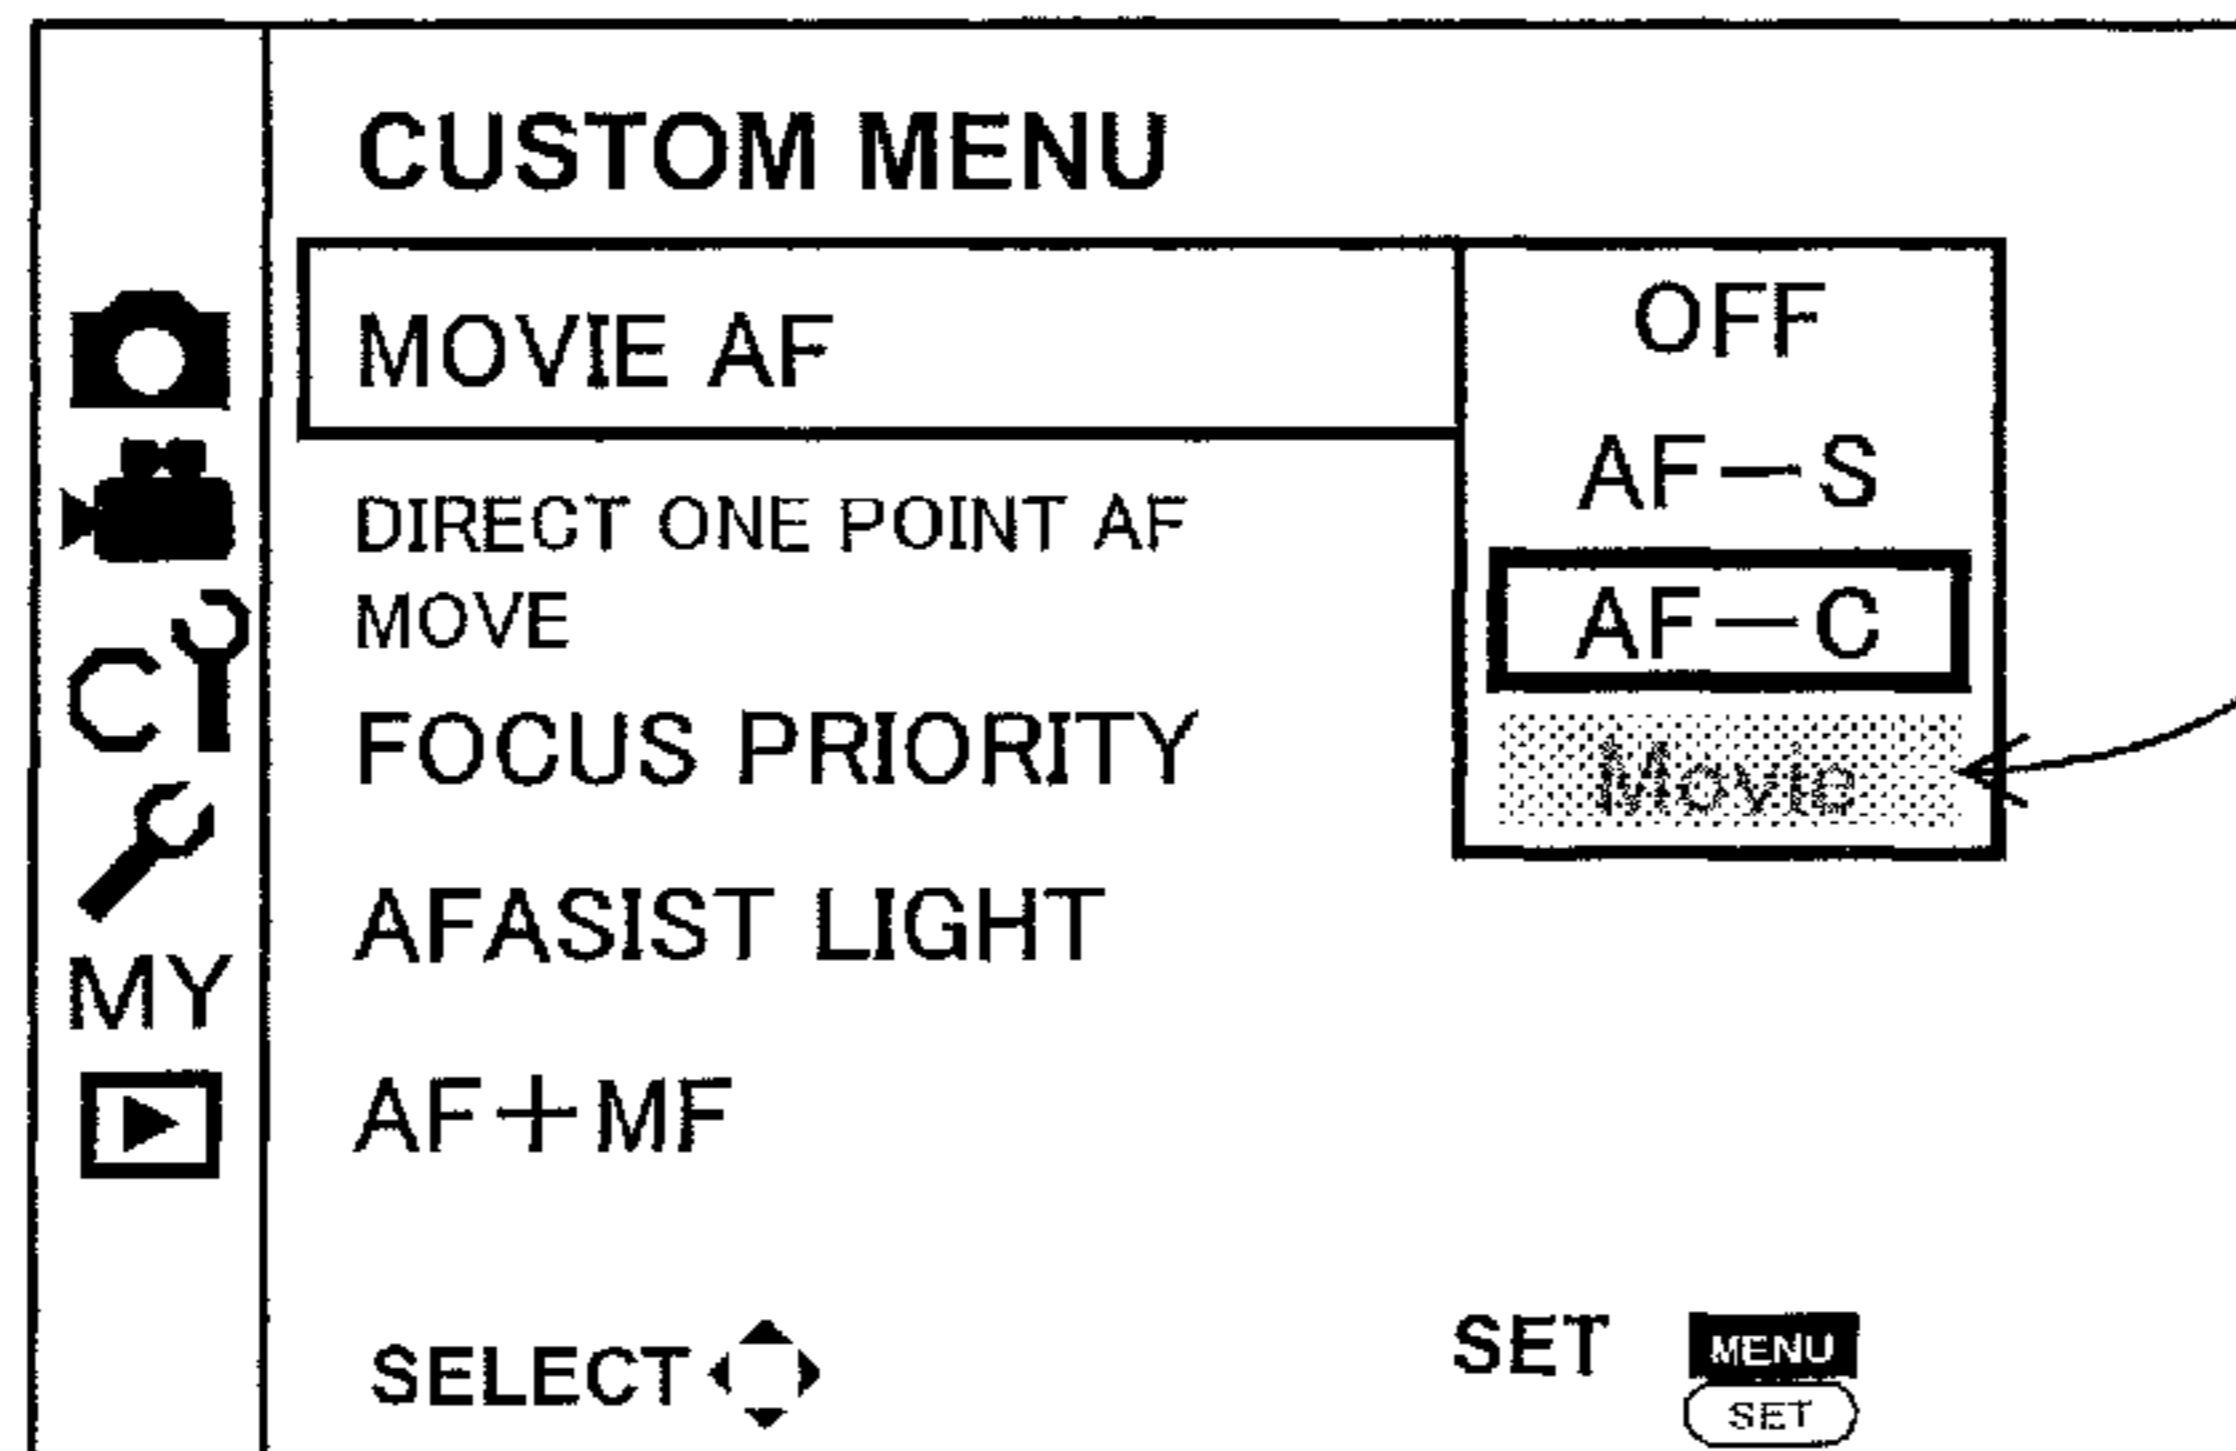 CUSTOM MENU
MOVIE AF
DIRECT ONE POINT AF
MOVE
FOCUS PRIORITY
AFASIST LIGHT
AF+MF
OFF
AF-S
AF-C
Movie
C
MY
SELECT
SET MENU
SET